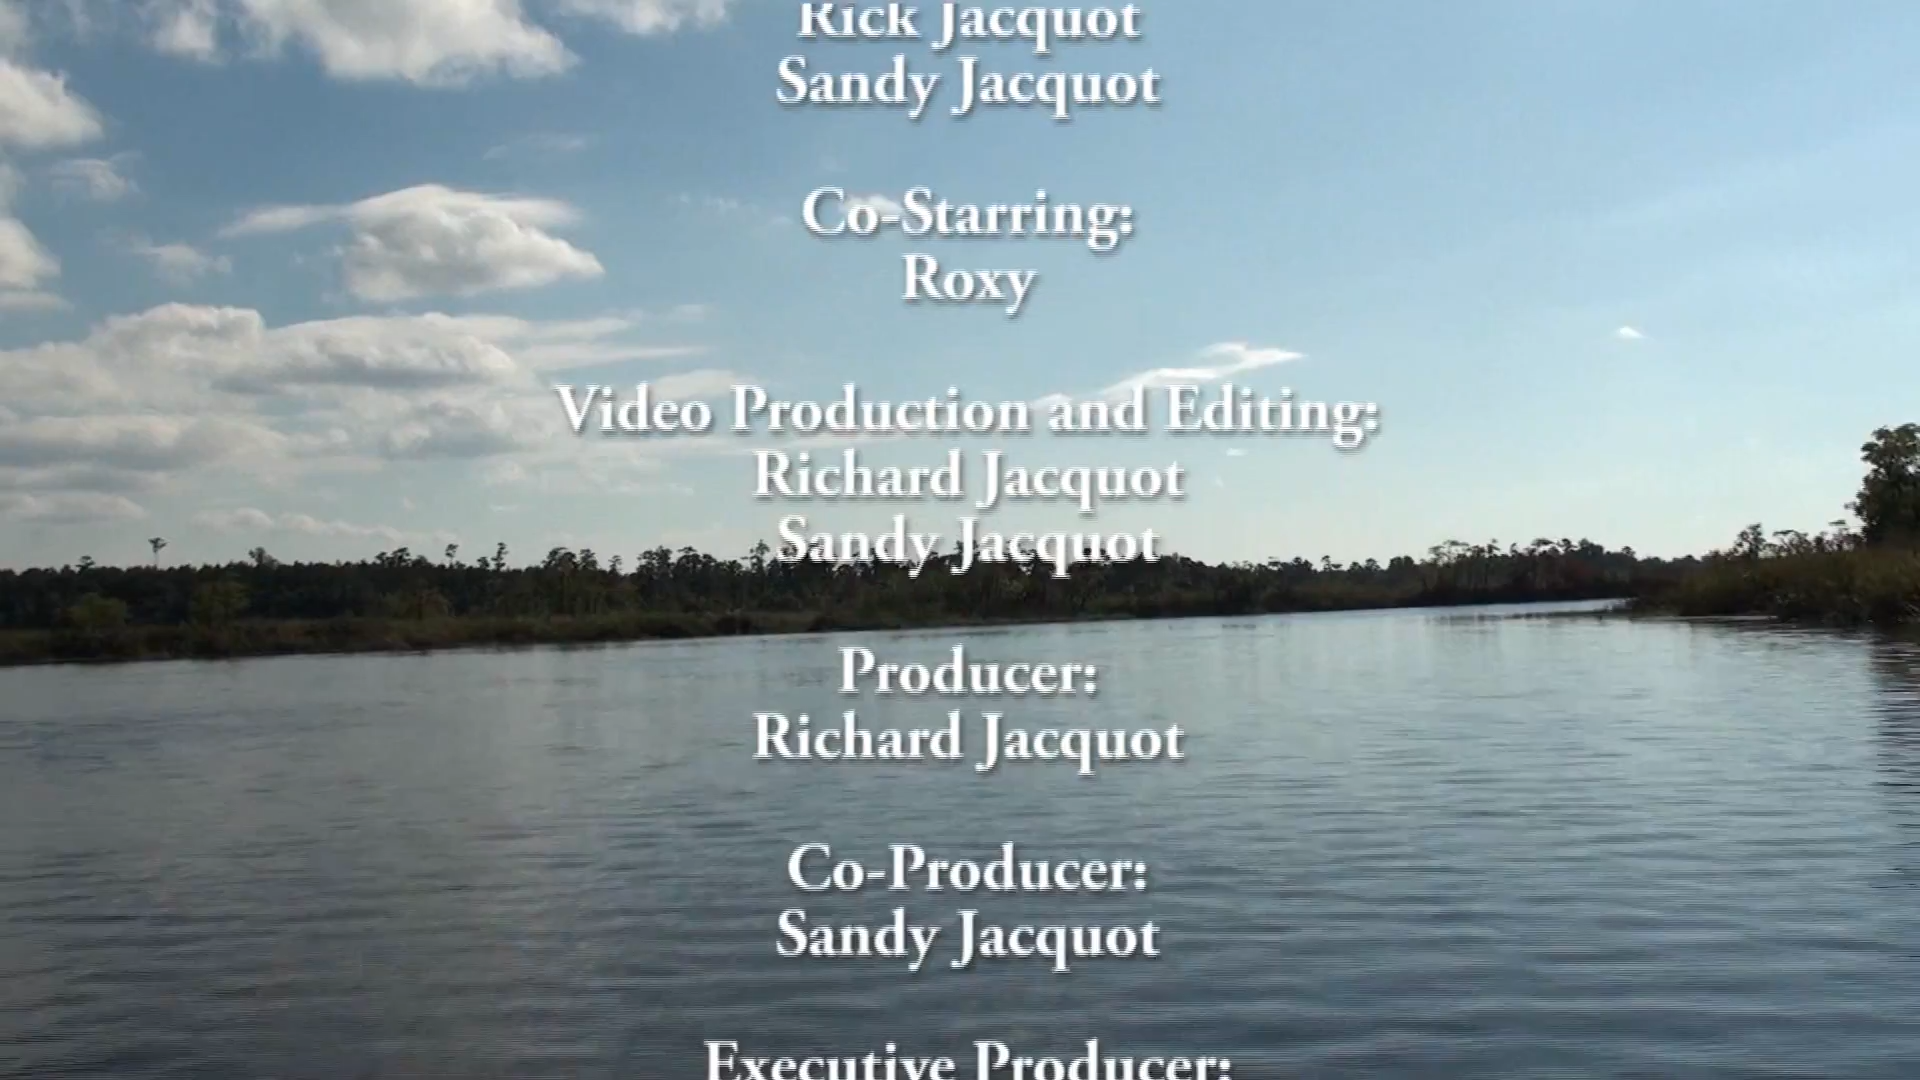 Rick Jacquot
Sandy Jacquot
Co-Starring:
Roxy
Video Production and Editing:
Richard Jacquot
Sandy Jacquot
Producer:
Richard Jacquot
Co-Producer:
Sandy Jacquot
Executive Producer: